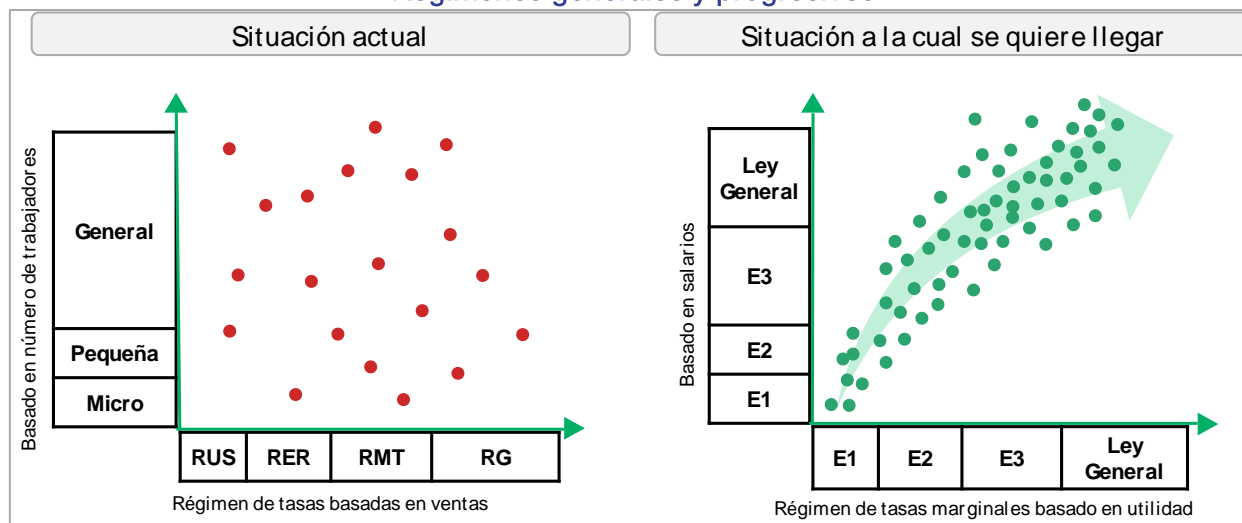 Situación actual
Situación a la cual se quiere llegar
Basado en número de trabajadores
General
Pequeña
Micro
RUS
RER
RMT
RG
Régimen de tasas basadas en ventas
Basado en salarios
Ley
General
E3
E2
E1
E1
E2
E3
Ley
General
Régimen de tasas marginales basado en utilidad